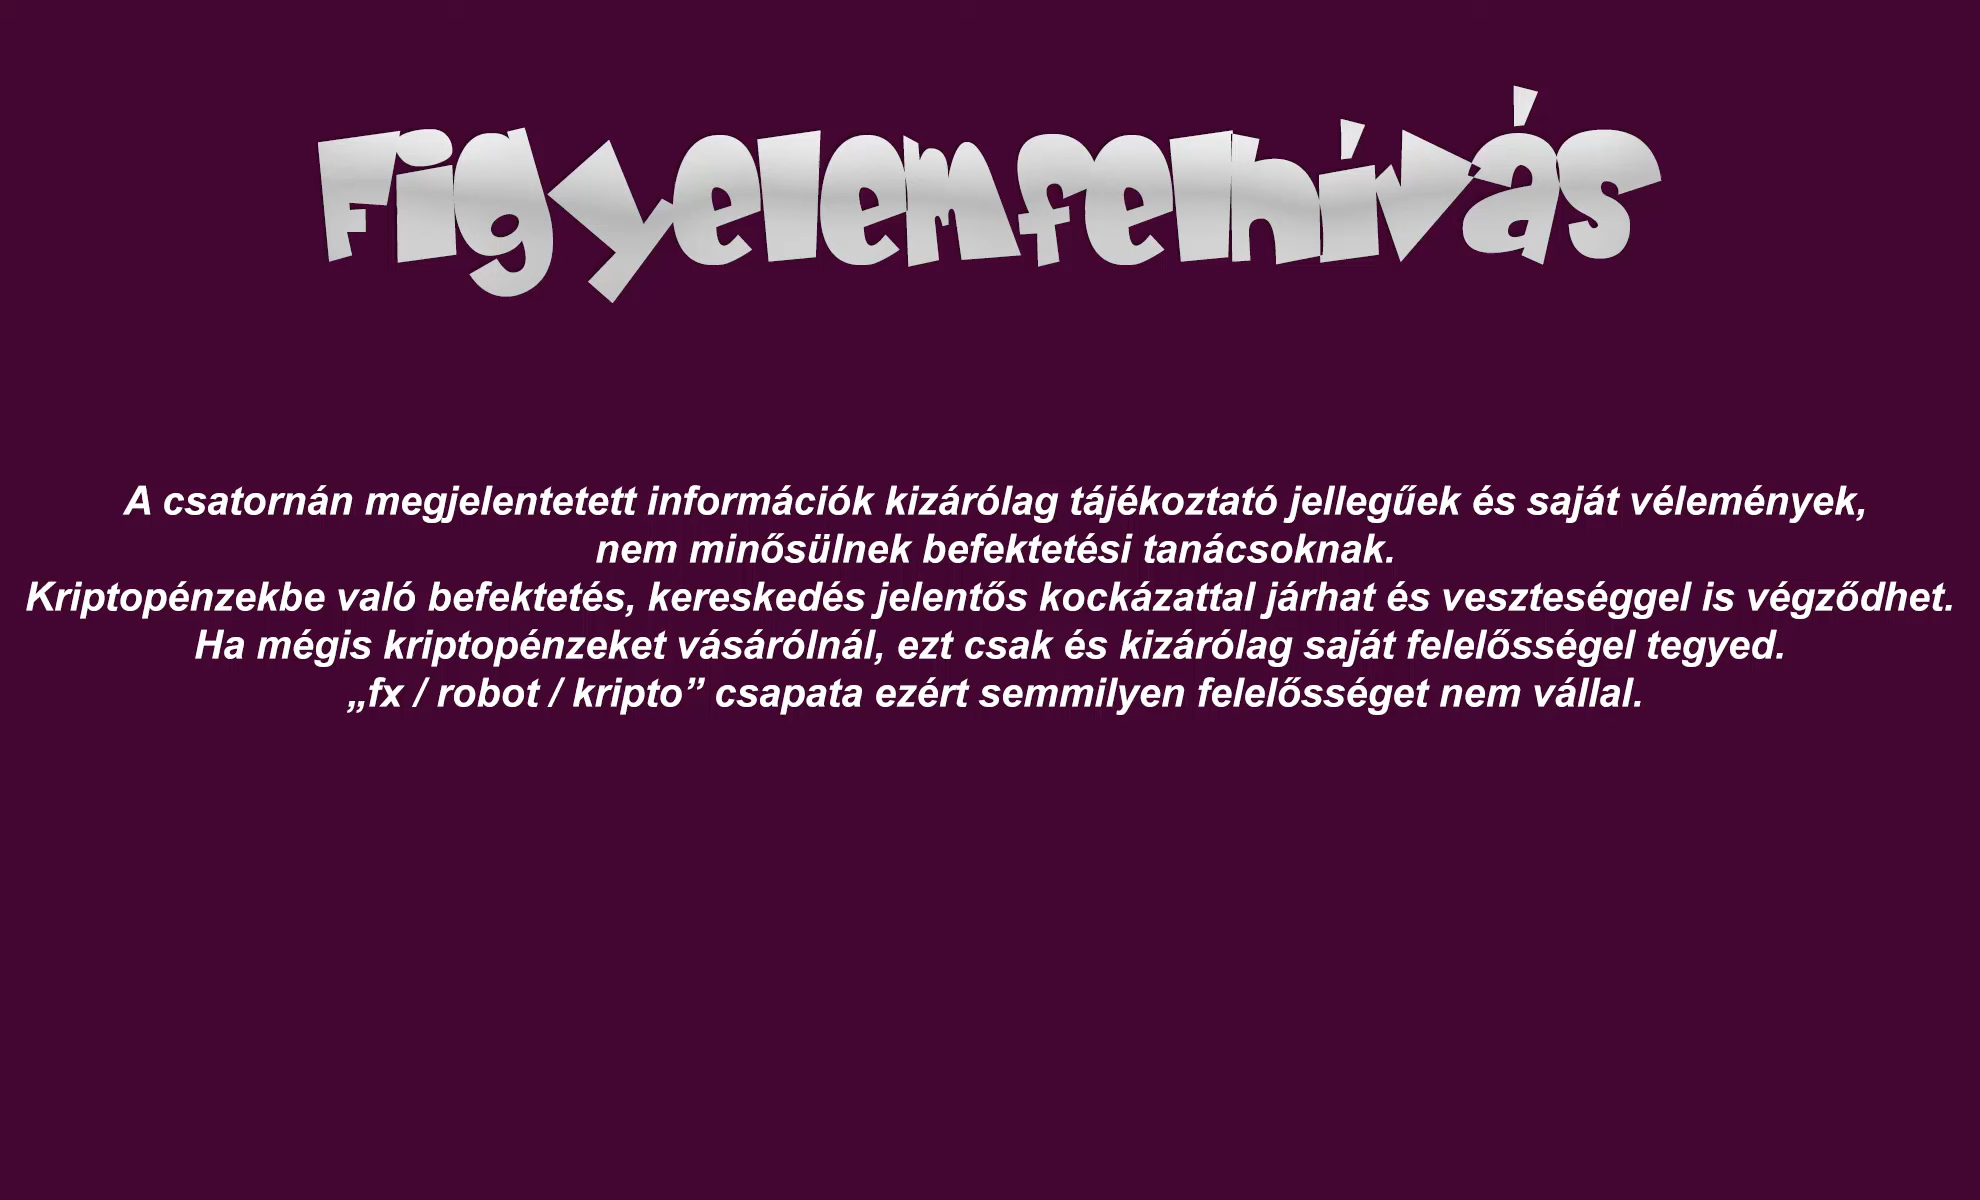 Figyelemfelhívás
A csatornán megjelentetett információk kizárólag tájékoztató jellegűek és saját vélemények,
nem minősülnek befektetési tanácsoknak.
Kriptopénzekbe való befektetés, kereskedés jelentős kockázattal járhat és veszteséggel is végződhet.
Ha mégis kriptopénzeket vásárólnál, ezt csak és kizárólag saját felelősségel tegyed.
„fx / robot / kripto” csapata ezért semmilyen felelősséget nem vállal.